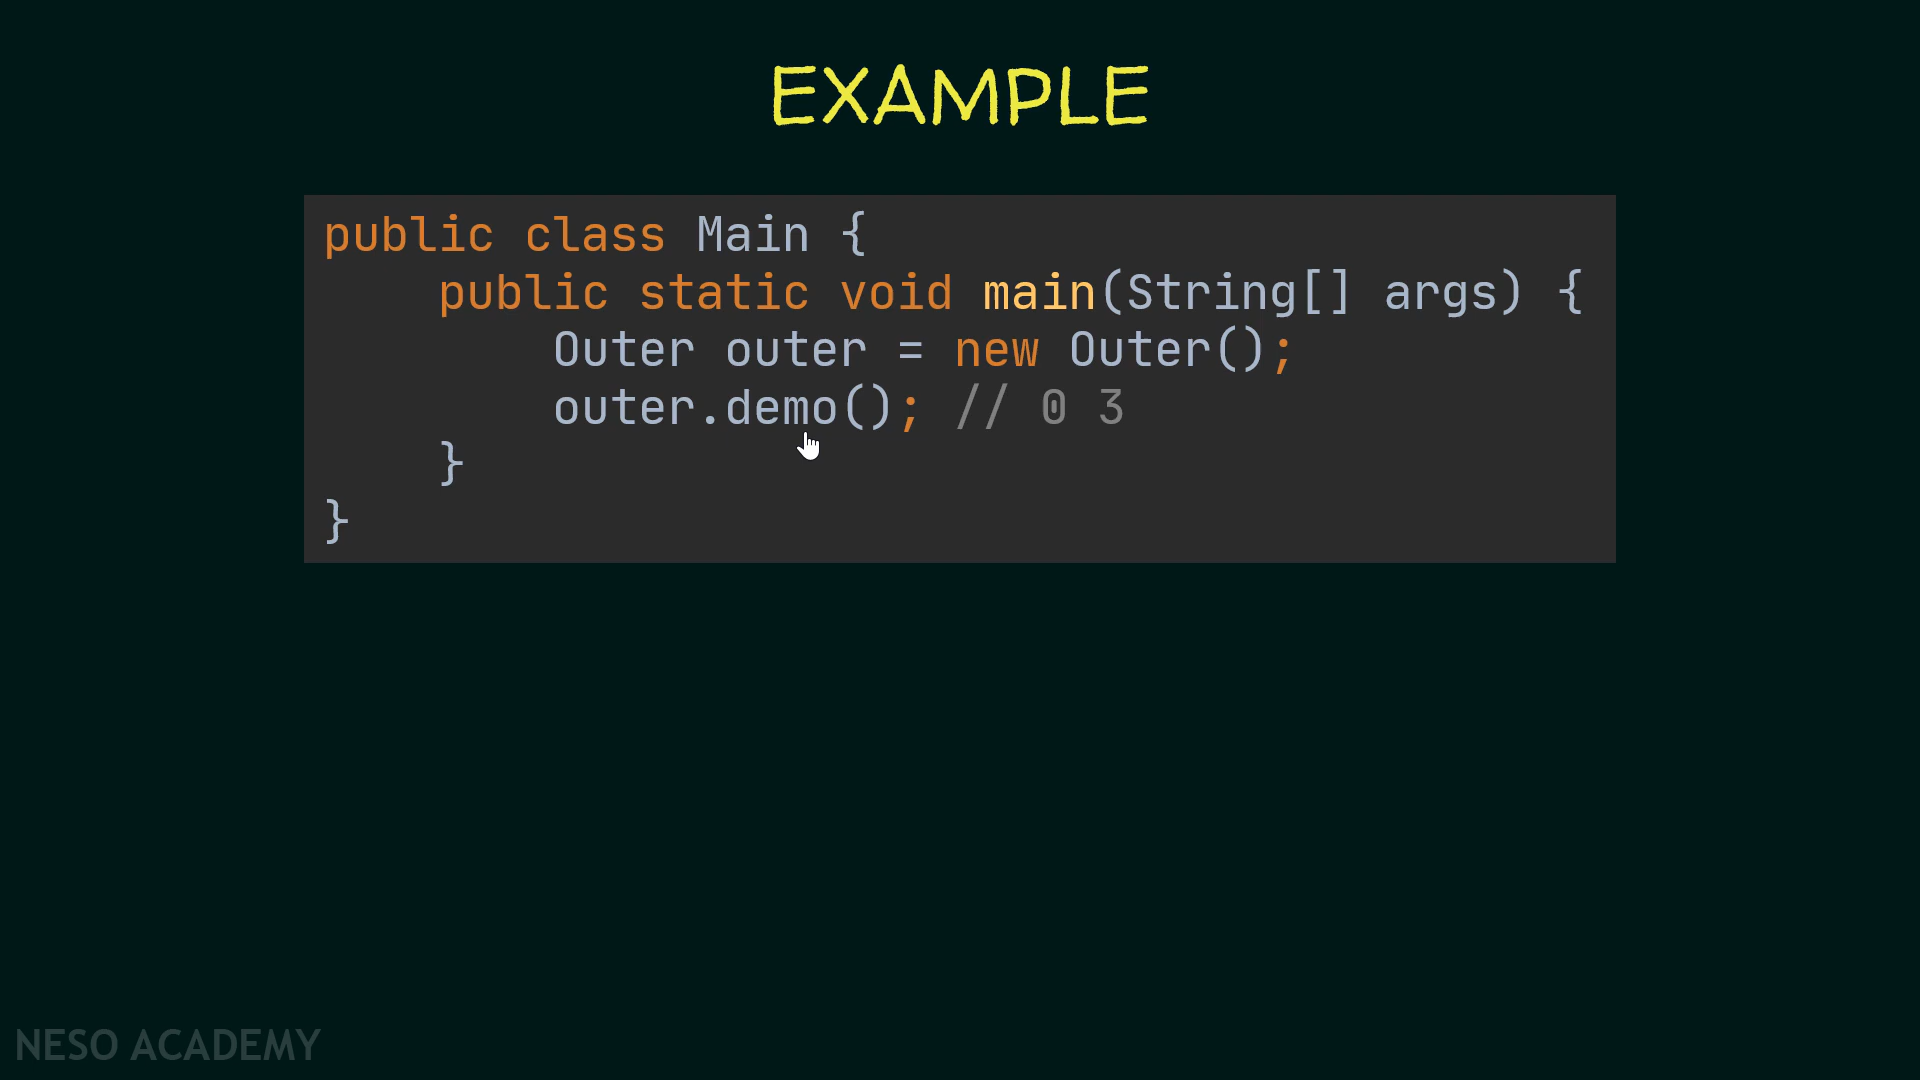 EXAMPLE
public class Main {
    public static void main(String[] args) {
        Outer outer = new Outer();
        outer.demo(); // 0 3
    }
}
NESO ACADEMY